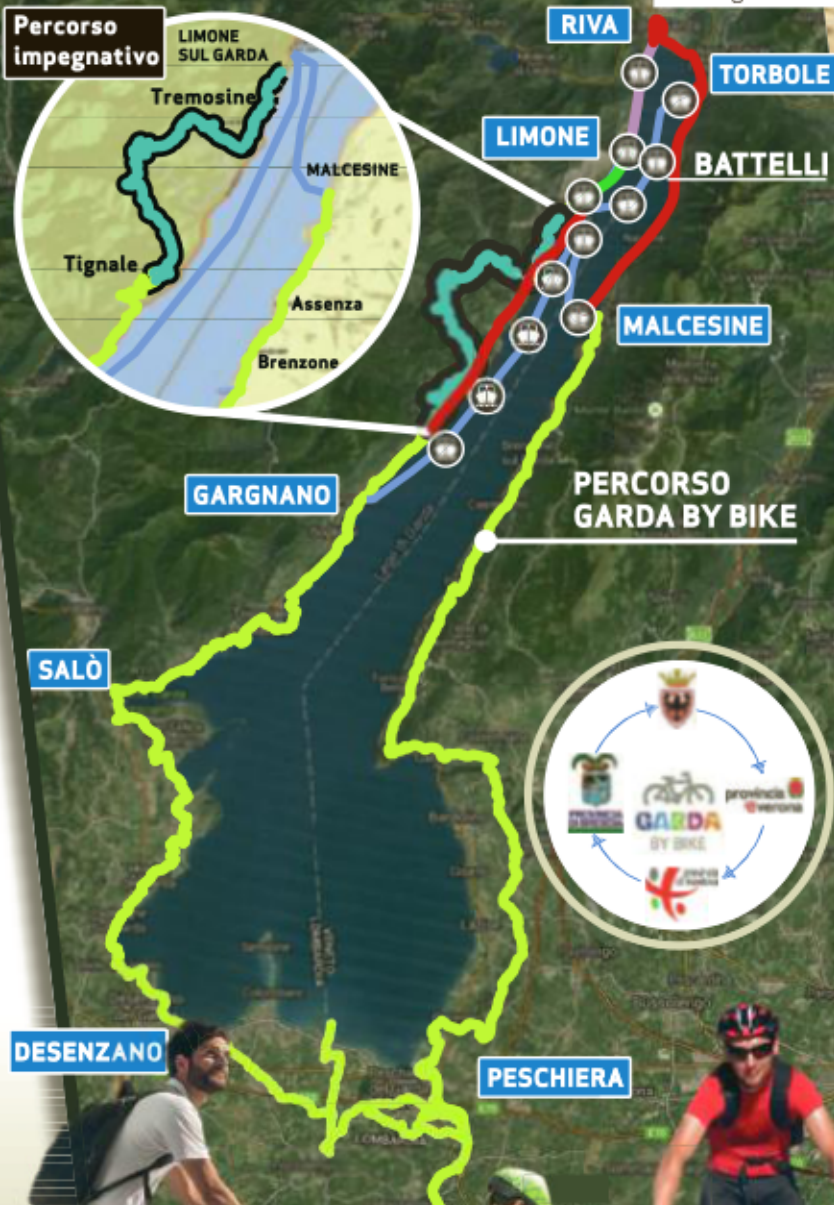 Percorso
impegnativo
LIMONE
SUL GARDA
Tremosine
MALCESINE
Tignale
Assenza
Brenzone
RIVA
TORBOLE
LIMONE
BATTELLI
MALCESINE
GARGNANO
PERCORSO
GARDA BY BIKE
SALÒ
provincia
verona
GARDA
BY BIKE
DESENZANO
PESCHIERA
LOMBARDIA